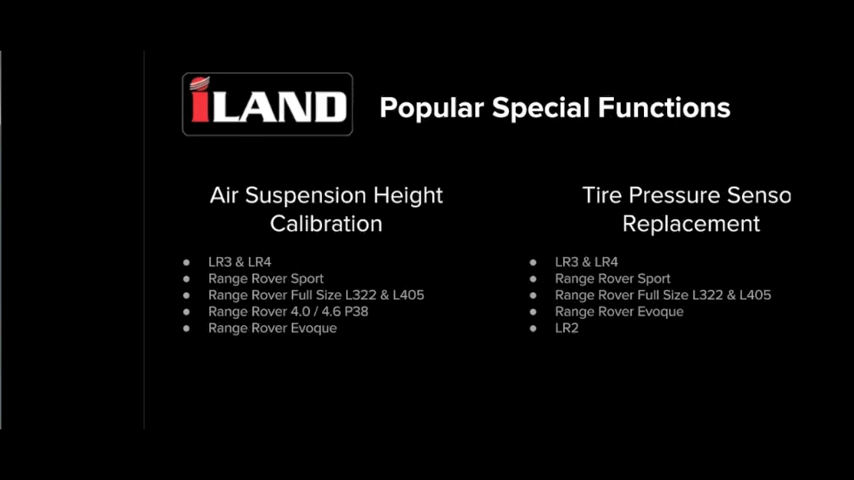 iLAND
Popular Special Functions
Air Suspension Height
Calibration
● LR3 & LR4
● Range Rover Sport
● Range Rover Full Size L322 & L405
● Range Rover 4.0 / 4.6 P38
● Range Rover Evoque
Tire Pressure Senso
Replacement
● LR3 & LR4
● Range Rover Sport
● Range Rover Full Size L322 & L405
● Range Rover Evoque
● LR2